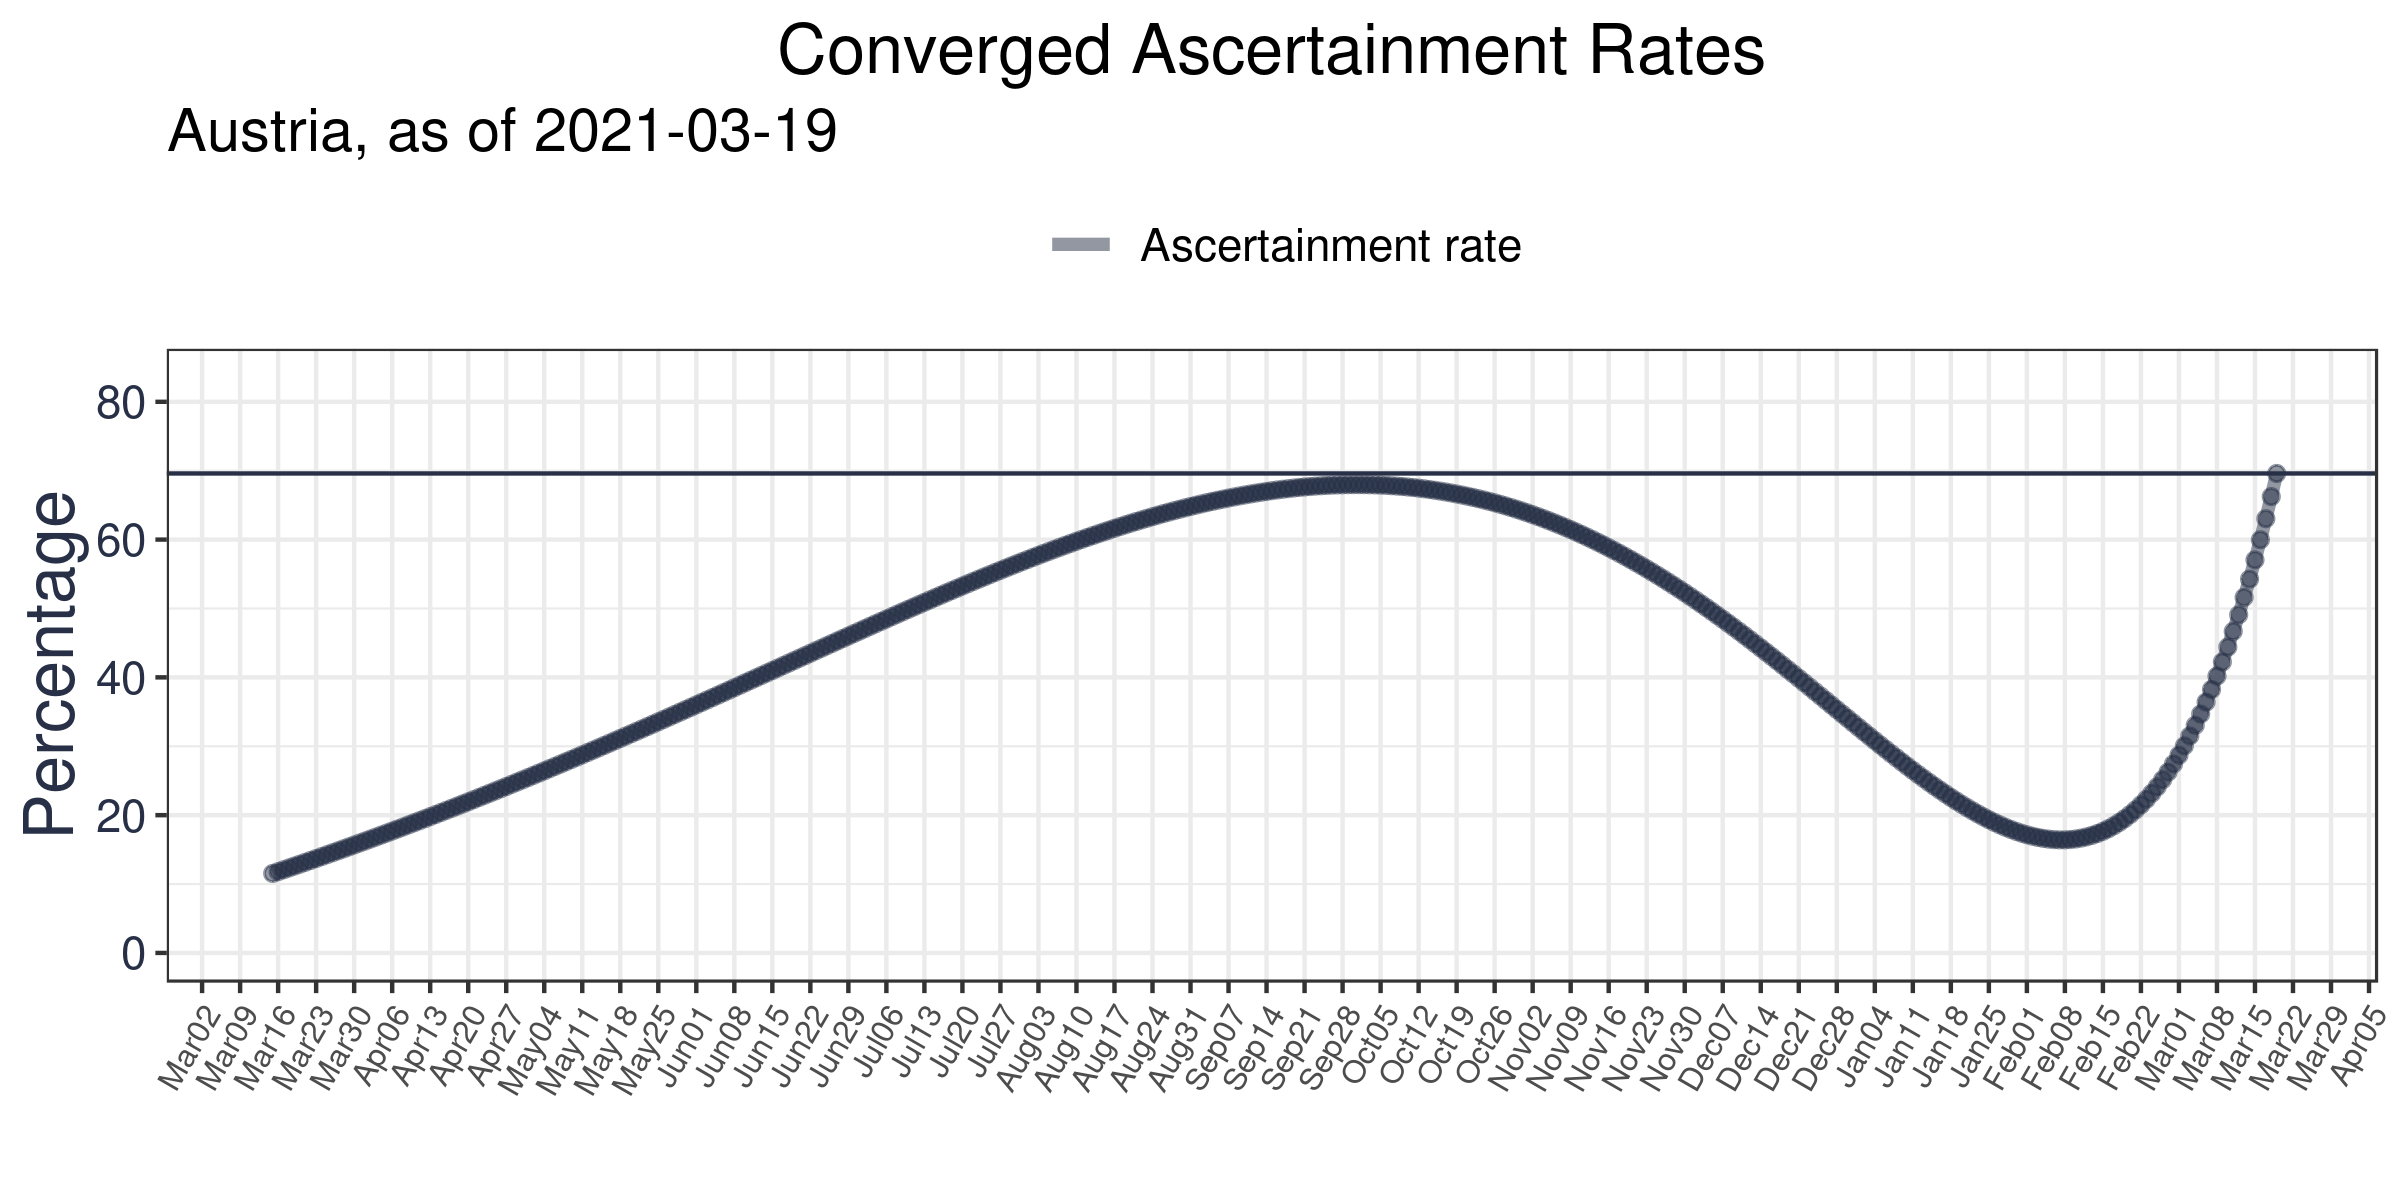 Converged Ascertainment Rates
Austria, as of 2021-03-19
Ascertainment rate
Percentage
80
60
40
20
0
Mar02
Mar09
Mar16
Mar23
Mar30
Apr06
Apr13
Apr20
Apr27
May04
May11
May18
May25
Jun01
Jun08
Jun15
Jun22
Jun29
Jul06
Jul13
Jul20
Jul27
Aug03
Aug10
Aug17
Aug24
Aug31
Sep07
Sep14
Sep21
Sep28
Oct05
Oct12
Oct19
Oct26
Nov02
Nov09
Nov16
Nov23
Nov30
Dec07
Dec14
Dec21
Dec28
Jan04
Jan11
Jan18
Jan25
Feb01
Feb08
Feb15
Feb22
Mar01
Mar08
Mar15
Mar22
Mar29
Apr05